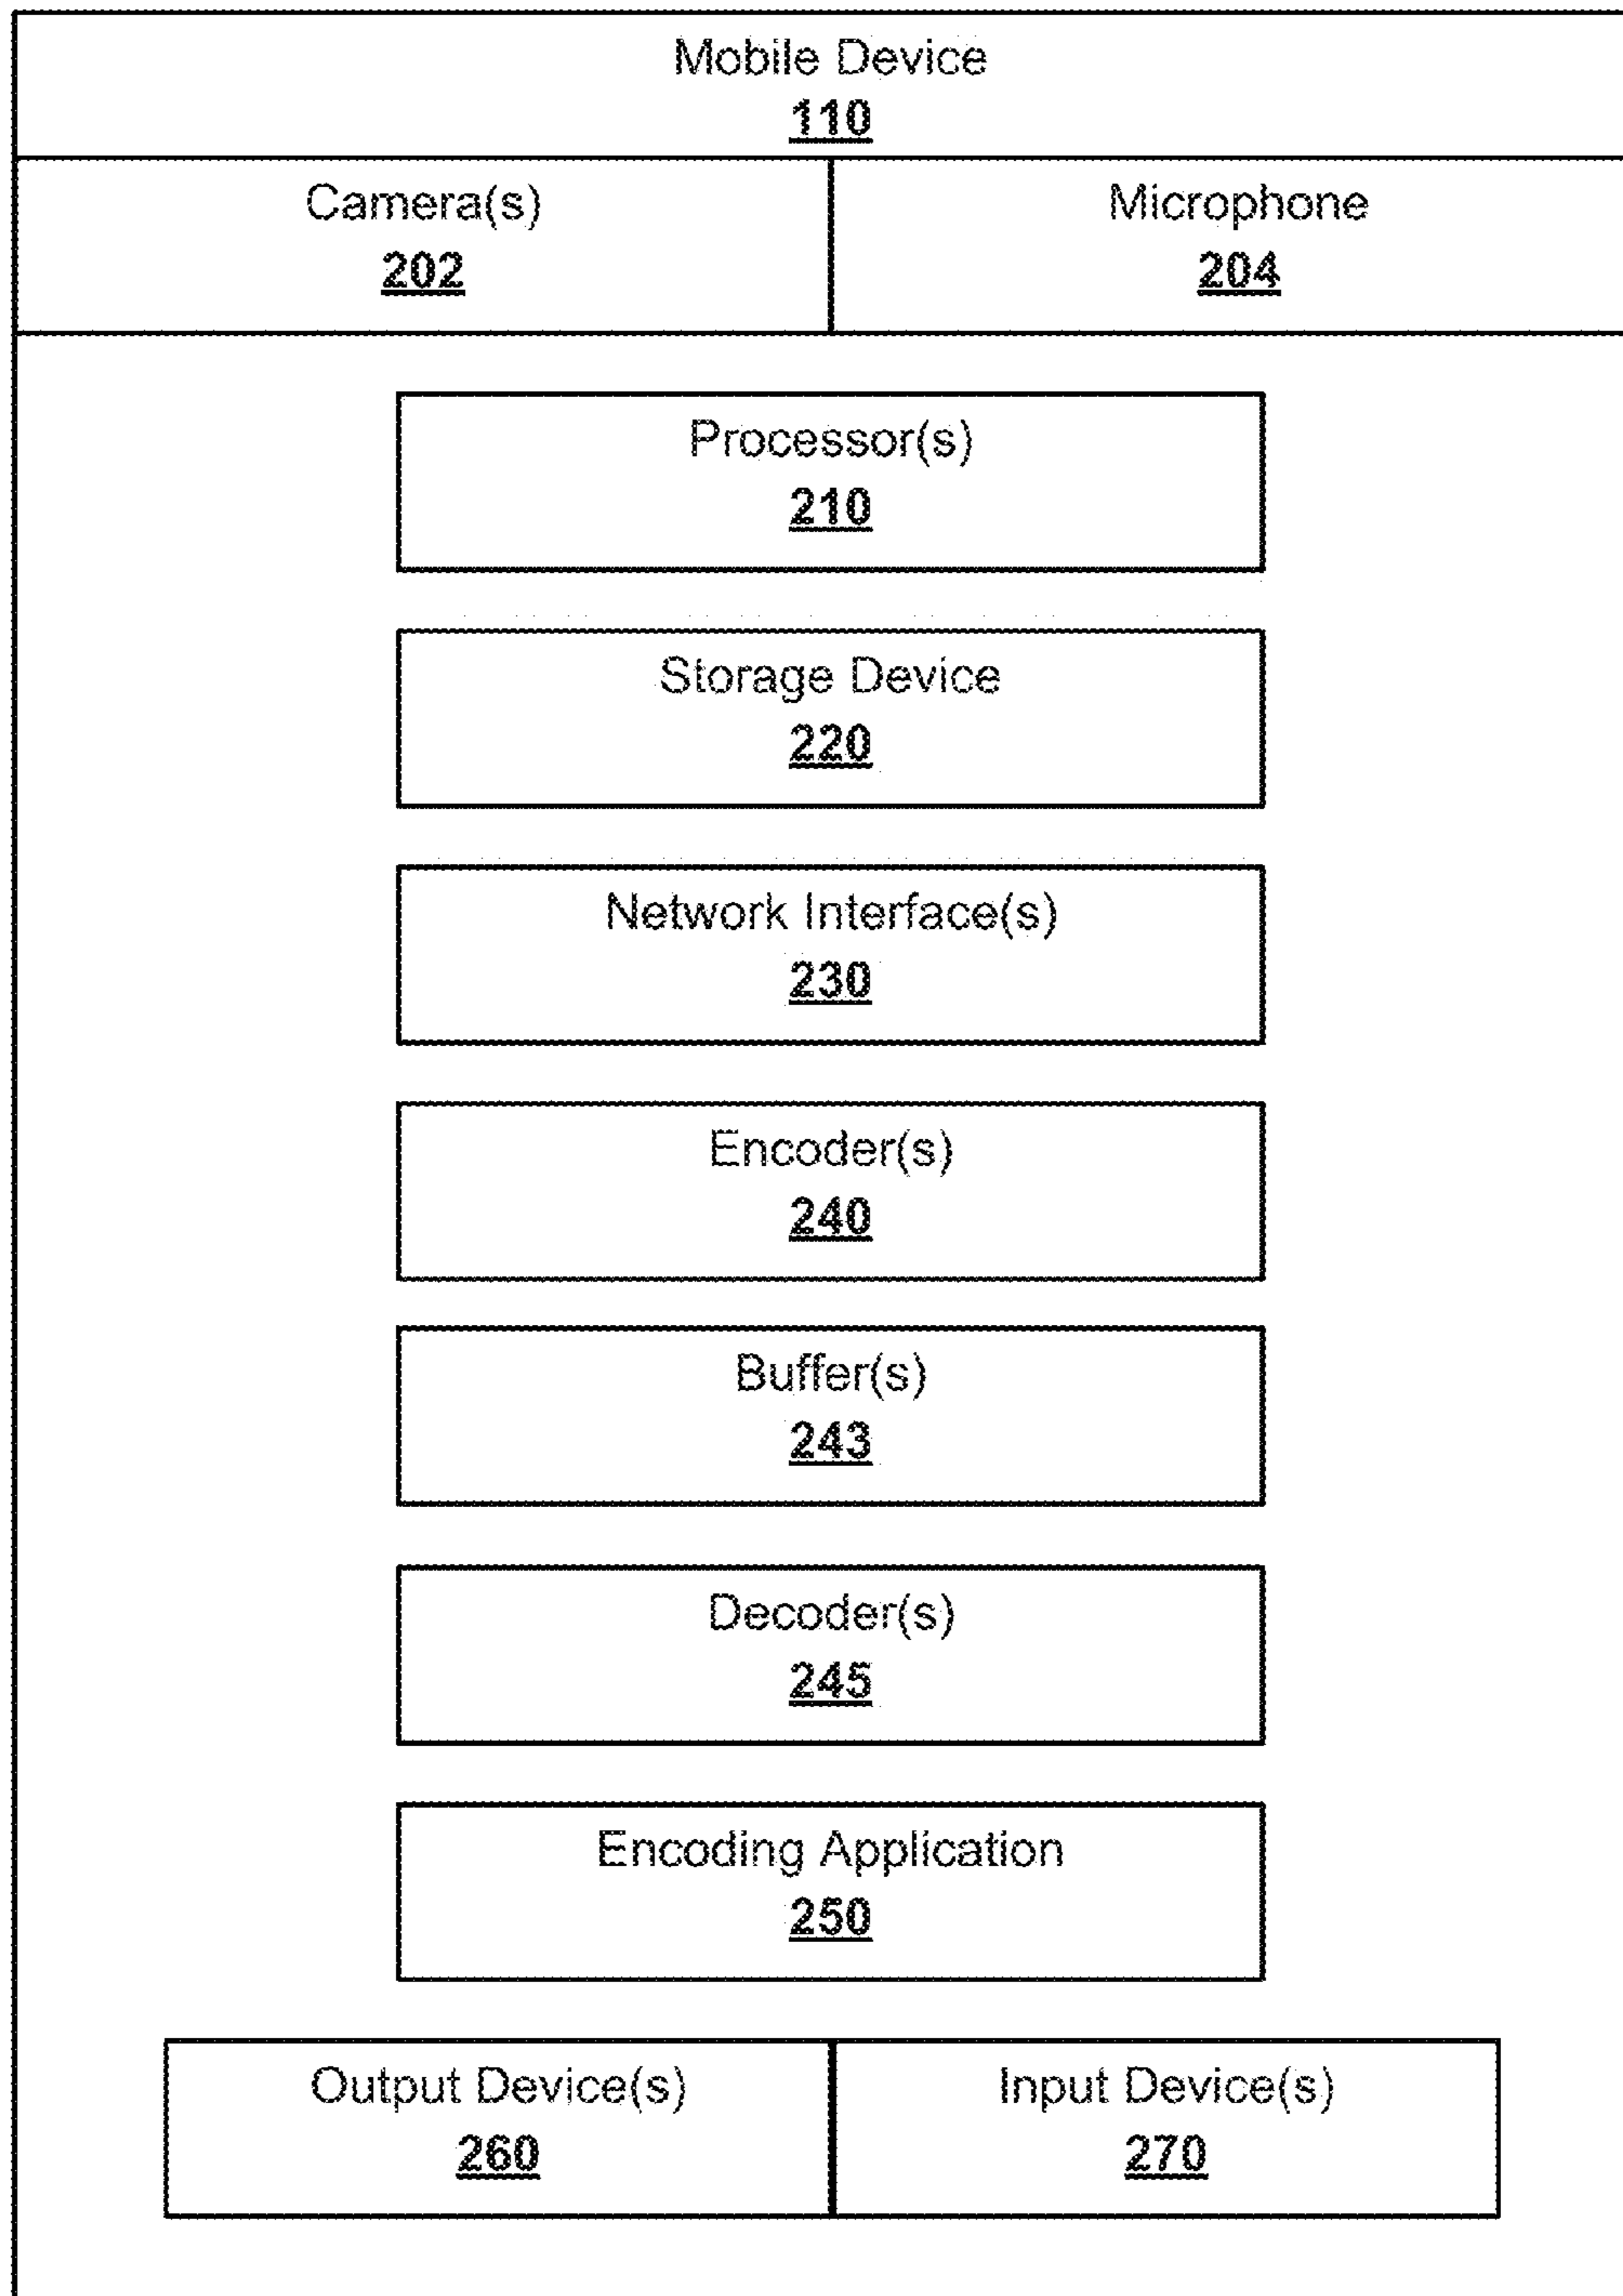 Mobile Device
110
Camera(s)
202
Microphone
204
Processor(s)
210
Storage Device
220
Network Interface(s)
230
Encoder(s)
240
Buffer(s)
243
Decoder(s)
245
Encoding Application
250
Output Device(s)
260
Input Device(s)
270